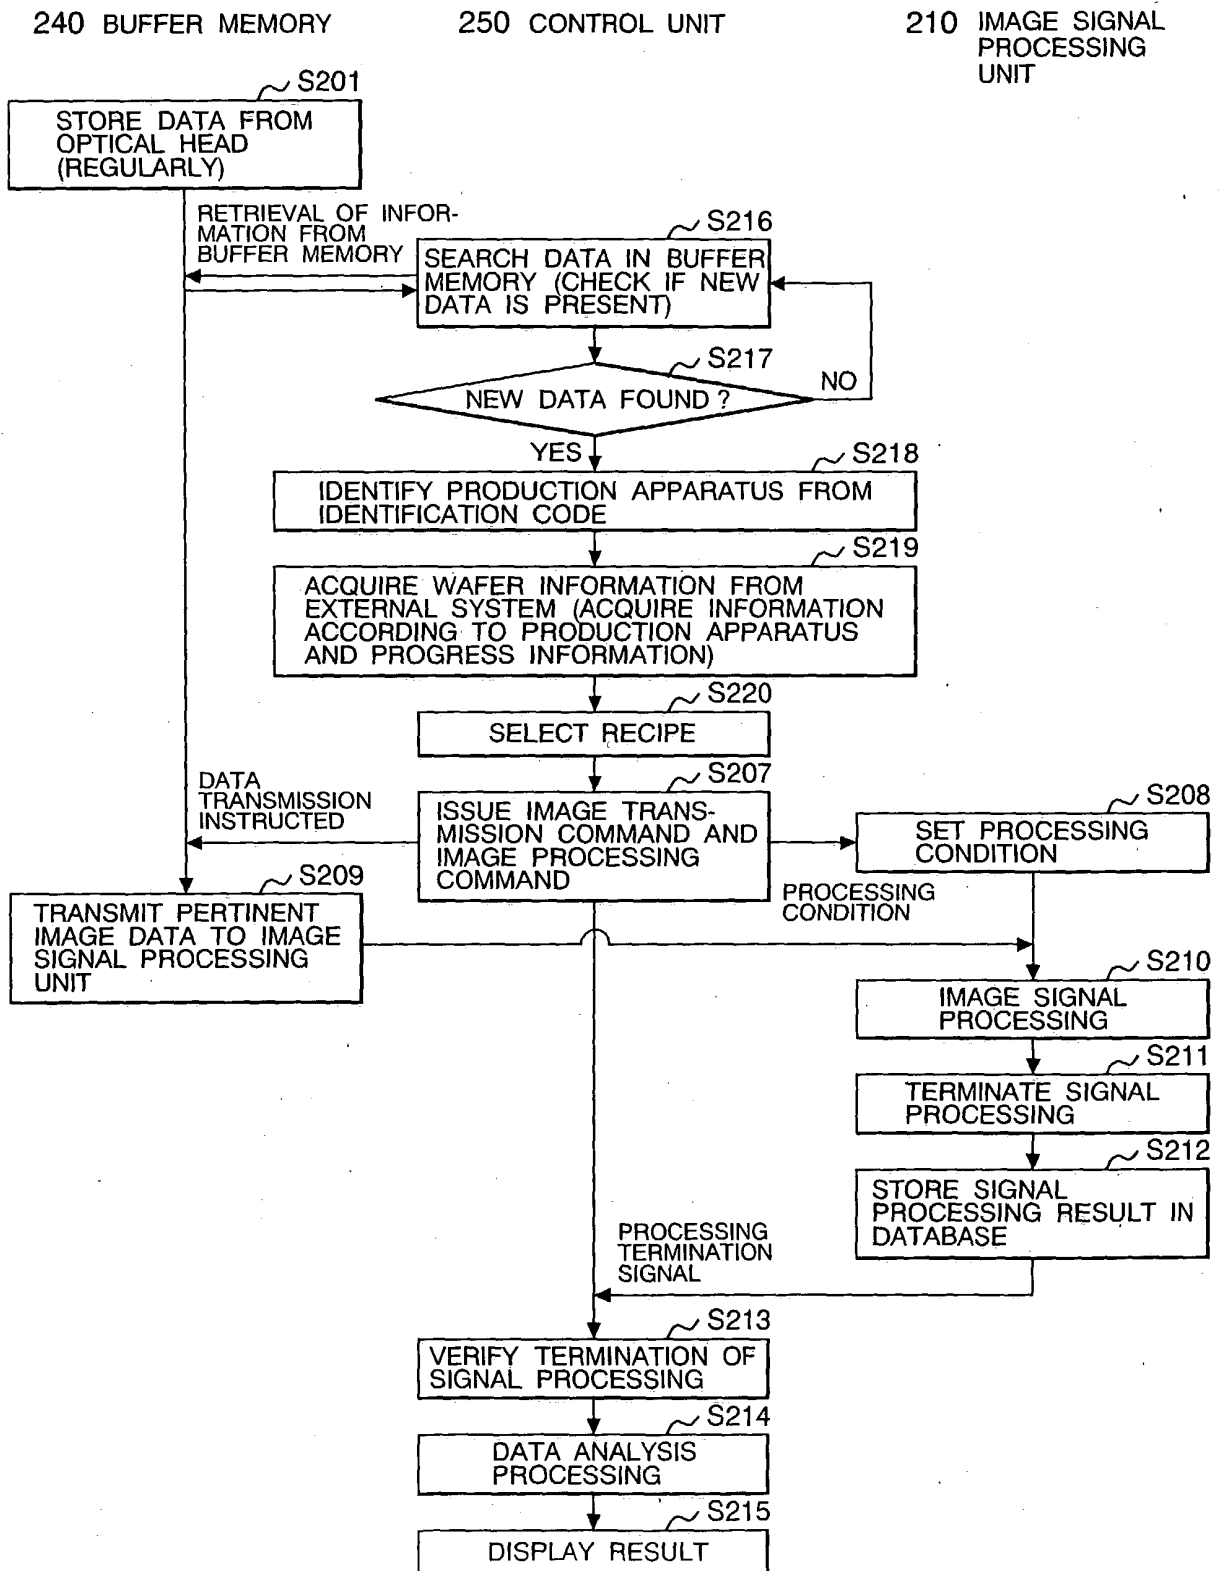 240 BUFFER MEMORY
250 CONTROL UNIT
210 IMAGE SIGNAL
PROCESSING
UNIT
S201
STORE DATA FROM
OPTICAL HEAD
(REGULARLY)
RETRIEVAL OF INFOR-
MATION FROM
BUFFER MEMORY
S216
SEARCH DATA IN BUFFER
MEMORY (CHECK IF NEW
DATA IS PRESENT)
S217
NEW DATA FOUND ?
NO
YES
S218
IDENTIFY PRODUCTION APPARATUS FROM
IDENTIFICATION CODE
S219
ACQUIRE WAFER INFORMATION FROM
EXTERNAL SYSTEM (ACQUIRE INFORMATION
ACCORDING TO PRODUCTION APPARATUS
AND PROGRESS INFORMATION)
S220
SELECT RECIPE
DATA
TRANSMISSION
INSTRUCTED
S207
ISSUE IMAGE TRANS-
MISSION COMMAND AND
IMAGE PROCESSING
COMMAND
S208
SET PROCESSING
CONDITION
S209
TRANSMIT PERTINENT
IMAGE DATA TO IMAGE
SIGNAL PROCESSING
UNIT
PROCESSING
CONDITION
S210
IMAGE SIGNAL
PROCESSING
S211
TERMINATE SIGNAL
PROCESSING
S212
STORE SIGNAL
PROCESSING RESULT IN
DATABASE
PROCESSING
TERMINATION
SIGNAL
S213
VERIFY TERMINATION OF
SIGNAL PROCESSING
S214
DATA ANALYSIS
PROCESSING
S215
DISPLAY RESULT